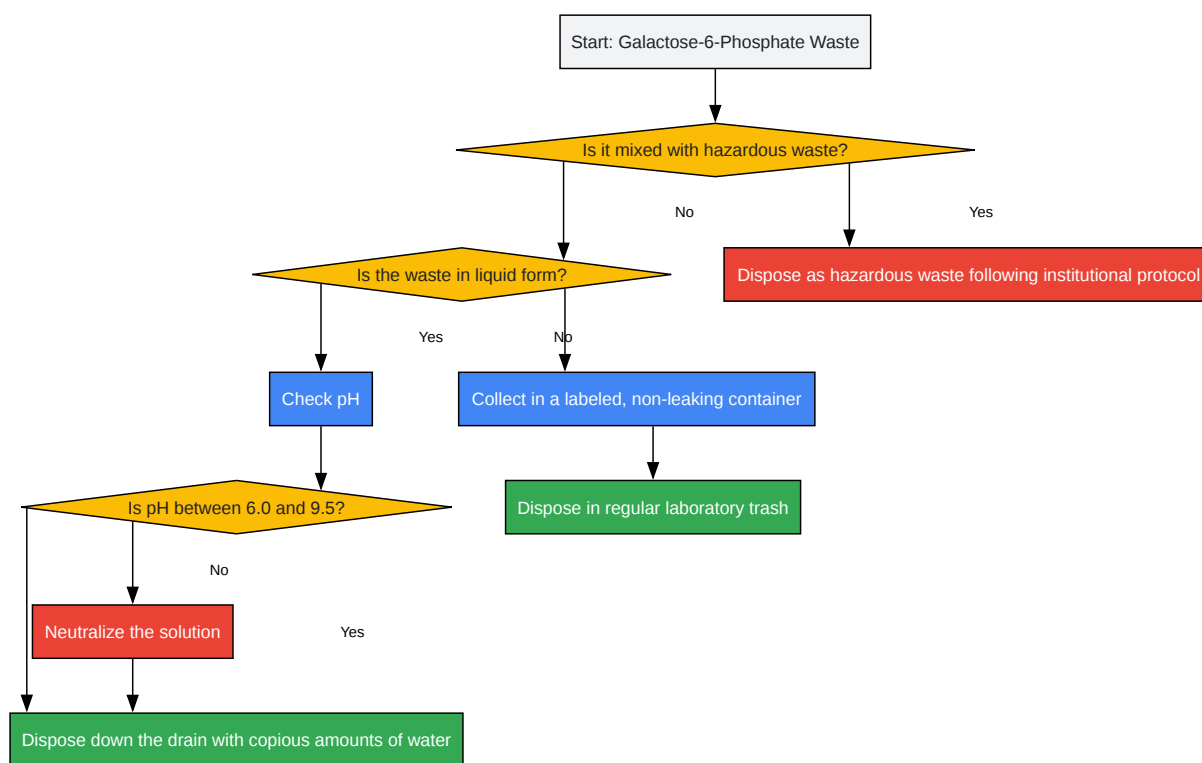 Start: Galactose-6-Phosphate Waste
Is it mixed with hazardous waste?
No
Yes
Is the waste in liquid form?
Dispose as hazardous waste following institutional protocol
Yes
No
Check pH
Collect in a labeled, non-leaking container
Is pH between 6.0 and 9.5?
Dispose in regular laboratory trash
No
Neutralize the solution
Yes
Dispose down the drain with copious amounts of water